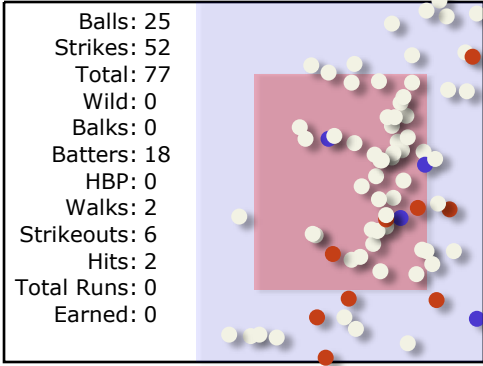 Balls: 25
Strikes: 52
Total: 77
Wild: 0
Balks: 0
Batters: 18
HBP: 0
Walks: 2
Strikeouts: 6
Hits: 2
Total Runs: 0
Earned: 0